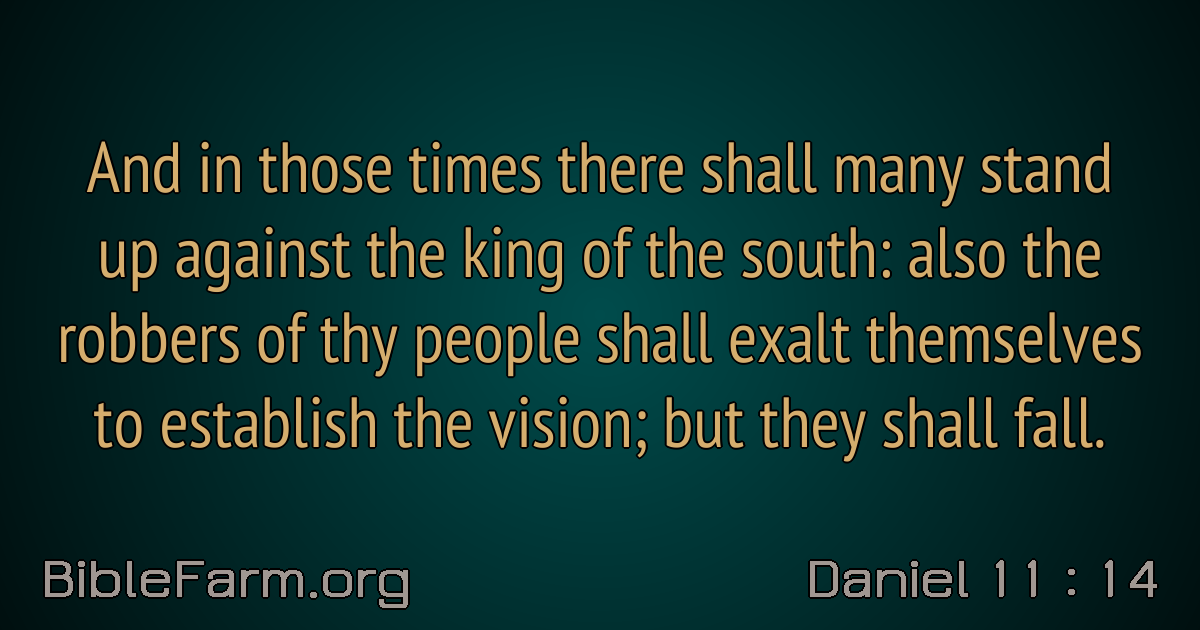 And in those times there shall many stand
up against the king of the south: also the
robbers of thy people shall exalt themselves
to establish the vision; but they shall fall.
BibleFarm.org
Daniel 11 : 14